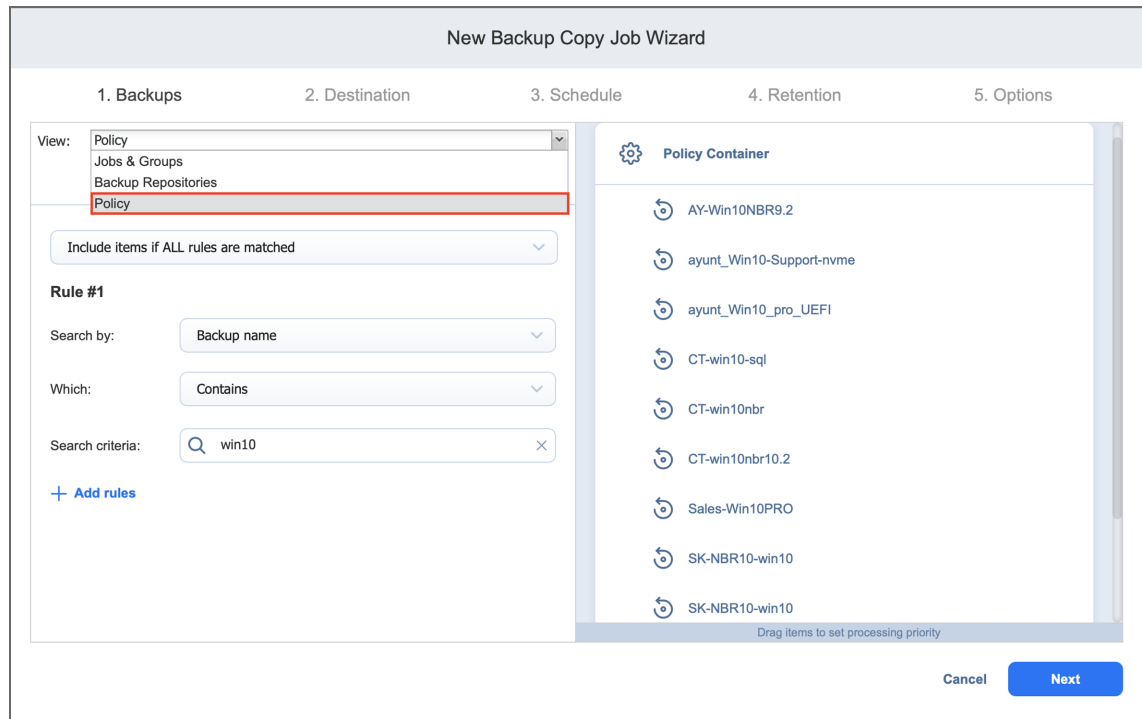 New Backup Copy Job Wizard
1. Backups 2. Destination 3. Schedule 4. Retention 5. Options
View: Policy
Jobs & Groups
Backup Repositories
Policy
Include items if ALL rules are matched
Rule #1
Search by: Backup name
Which: Contains
Search criteria: win10
Add rules
Policy Container
AY-Win10NBR9.2
ayunt_Win10-Support-nvme
ayunt_Win10_pro_UEFI
CT-win10-sql
CT-win10nbr
CT-win10nbr10.2
Sales-Win10PRO
SK-NBR10-win10
SK-NBR10-win10
Drag items to set processing priority
Cancel Next